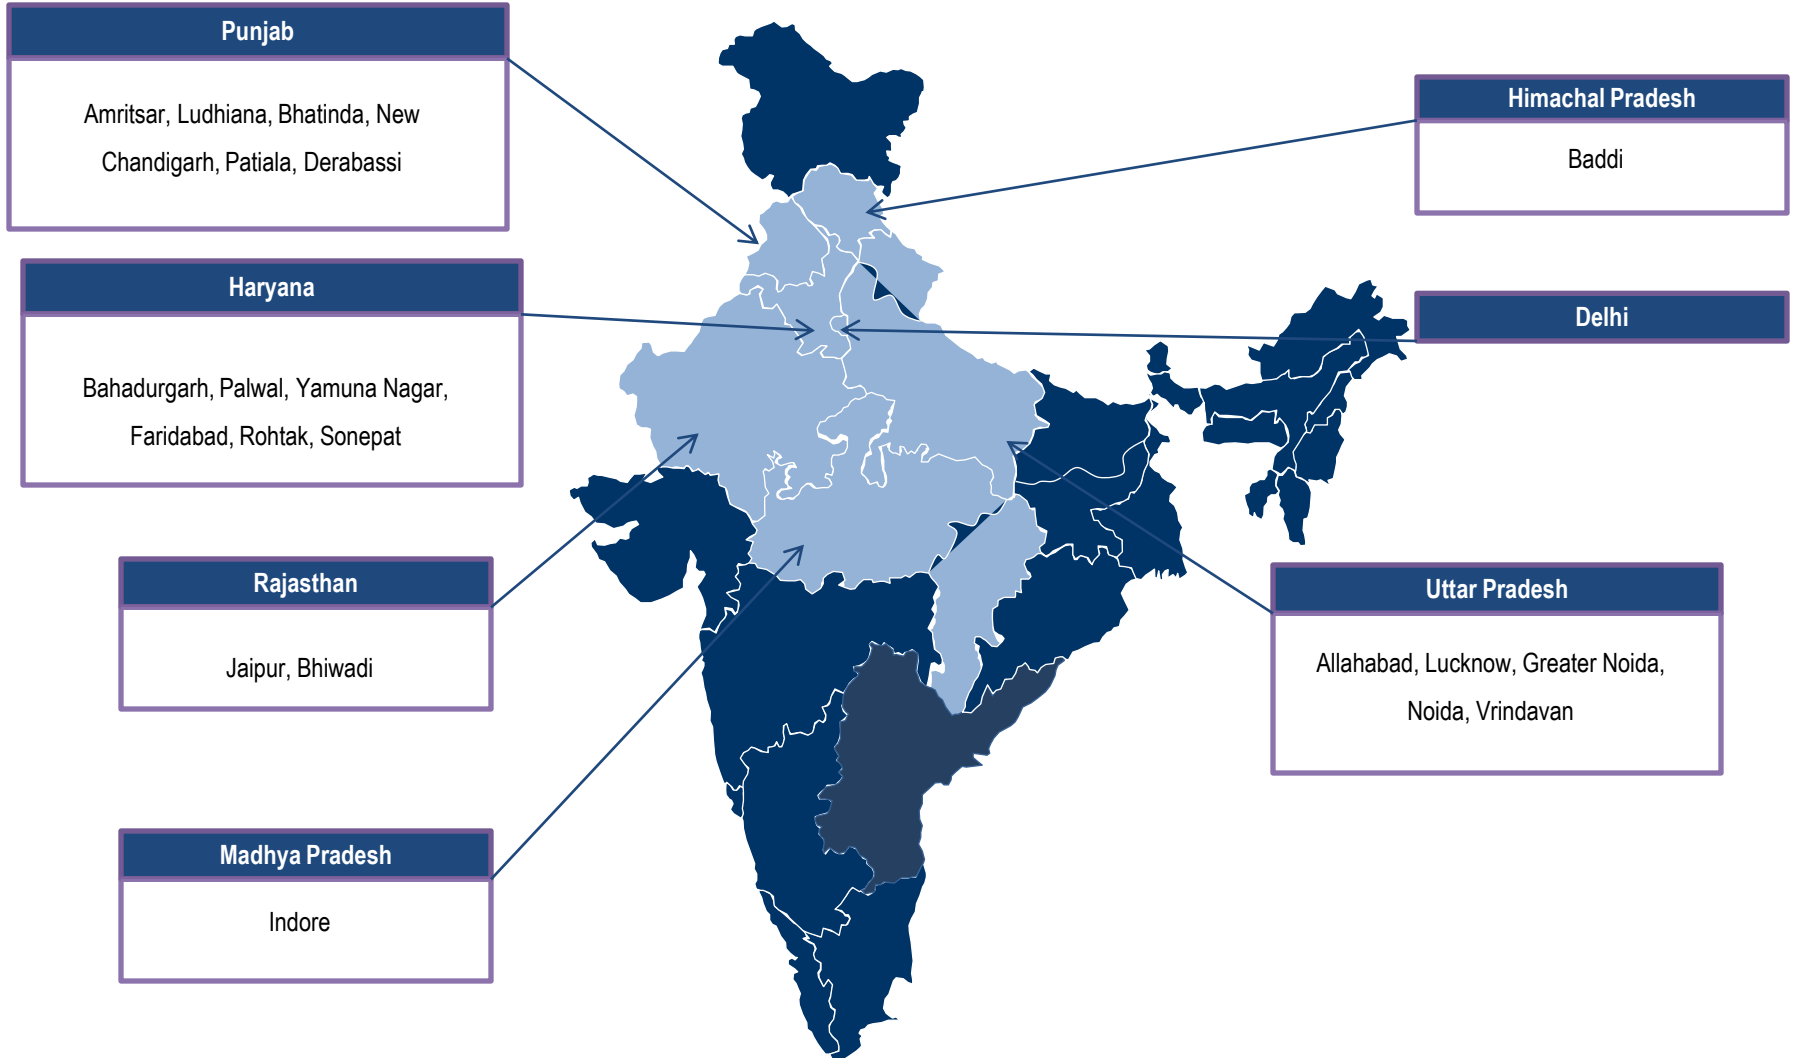 Punjab
Amritsar, Ludhiana, Bhatinda, New
Chandigarh, Patiala, Derabassi
Himachal Pradesh
Baddi
Haryana
Bahadurgarh, Palwal, Yamuna Nagar,
Faridabad, Rohtak, Sonepat
Delhi
Rajasthan
Jaipur, Bhiwadi
Uttar Pradesh
Allahabad, Lucknow, Greater Noida,
Noida, Vrindavan
Madhya Pradesh
Indore